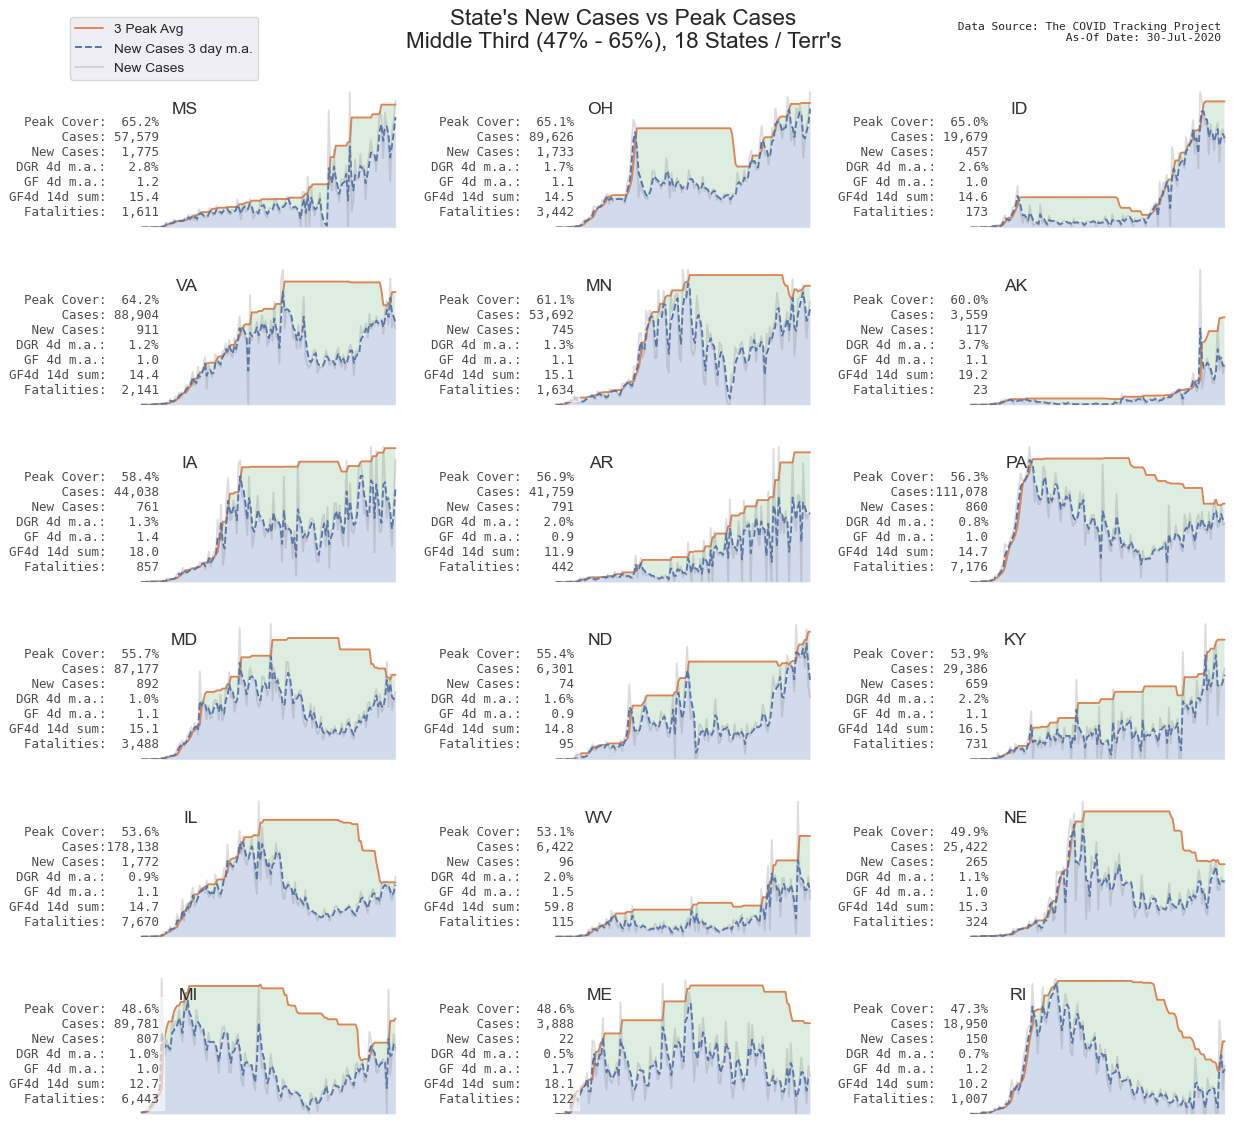 State's New Cases vs Peak Cases
Middle Third (47% - 65%), 18 States / Terr's
3 Peak Avg
New Cases 3 day m.a.
New Cases
Data Source: The COVID Tracking Project
As-Of Date: 30-Jul-2020
MS
Peak Cover: 65.2%
Cases: 57,579
New Cases: 1,775
DGR 4d m.a.: 2.8%
GF 4d m.a.: 1.2
GF4d 14d sum: 15.4
Fatalities: 1,611
OH
Peak Cover: 65.1%
Cases: 89,626
New Cases: 1,733
DGR 4d m.a.: 1.7%
GF 4d m.a.: 1.1
GF4d 14d sum: 14.5
Fatalities: 3,442
ID
Peak Cover: 65.0%
Cases: 19,679
New Cases: 457
DGR 4d m.a.: 2.6%
GF 4d m.a.: 1.0
GF4d 14d sum: 14.6
Fatalities: 173
VA
Peak Cover: 64.2%
Cases: 88,904
New Cases: 911
DGR 4d m.a.: 1.2%
GF 4d m.a.: 1.0
GF4d 14d sum: 14.4
Fatalities: 2,141
MN
Peak Cover: 61.1%
Cases: 53,692
New Cases: 745
DGR 4d m.a.: 1.3%
GF 4d m.a.: 1.1
GF4d 14d sum: 15.1
Fatalities: 1,634
AK
Peak Cover: 60.0%
Cases: 3,559
New Cases: 117
DGR 4d m.a.: 3.7%
GF 4d m.a.: 1.1
GF4d 14d sum: 19.2
Fatalities: 23
IA
Peak Cover: 58.4%
Cases: 44,038
New Cases: 761
DGR 4d m.a.: 1.3%
GF 4d m.a.: 1.4
GF4d 14d sum: 18.0
Fatalities: 857
AR
Peak Cover: 56.9%
Cases: 41,759
New Cases: 791
DGR 4d m.a.: 2.0%
GF 4d m.a.: 0.9
GF4d 14d sum: 11.9
Fatalities: 442
PA
Peak Cover: 56.3%
Cases:111,078
New Cases: 860
DGR 4d m.a.: 0.8%
GF 4d m.a.: 1.0
GF4d 14d sum: 14.7
Fatalities: 7,176
MD
Peak Cover: 55.7%
Cases: 87,177
New Cases: 892
DGR 4d m.a.: 1.0%
GF 4d m.a.: 1.1
GF4d 14d sum: 15.1
Fatalities: 3,488
ND
Peak Cover: 55.4%
Cases: 6,301
New Cases: 74
DGR 4d m.a.: 1.6%
GF 4d m.a.: 0.9
GF4d 14d sum: 14.8
Fatalities: 95
KY
Peak Cover: 53.9%
Cases: 29,386
New Cases: 659
DGR 4d m.a.: 2.2%
GF 4d m.a.: 1.1
GF4d 14d sum: 16.5
Fatalities: 731
IL
Peak Cover: 53.6%
Cases:178,138
New Cases: 1,772
DGR 4d m.a.: 0.9%
GF 4d m.a.: 1.1
GF4d 14d sum: 14.7
Fatalities: 7,670
WV
Peak Cover: 53.1%
Cases: 6,422
New Cases: 96
DGR 4d m.a.: 2.0%
GF 4d m.a.: 1.5
GF4d 14d sum: 59.8
Fatalities: 115
NE
Peak Cover: 49.9%
Cases: 25,422
New Cases: 265
DGR 4d m.a.: 1.1%
GF 4d m.a.: 1.0
GF4d 14d sum: 15.3
Fatalities: 324
MI
Peak Cover: 48.6%
Cases: 89,781
New Cases: 807
DGR 4d m.a.: 1.0%
GF 4d m.a.: 1.0
GF4d 14d sum: 12.7
Fatalities: 6,443
ME
Peak Cover: 48.6%
Cases: 3,888
New Cases: 22
DGR 4d m.a.: 0.5%
GF 4d m.a.: 1.7
GF4d 14d sum: 18.1
Fatalities: 122
RI
Peak Cover: 47.3%
Cases: 18,950
New Cases: 150
DGR 4d m.a.: 0.7%
GF 4d m.a.: 1.2
GF4d 14d sum: 10.2
Fatalities: 1,007